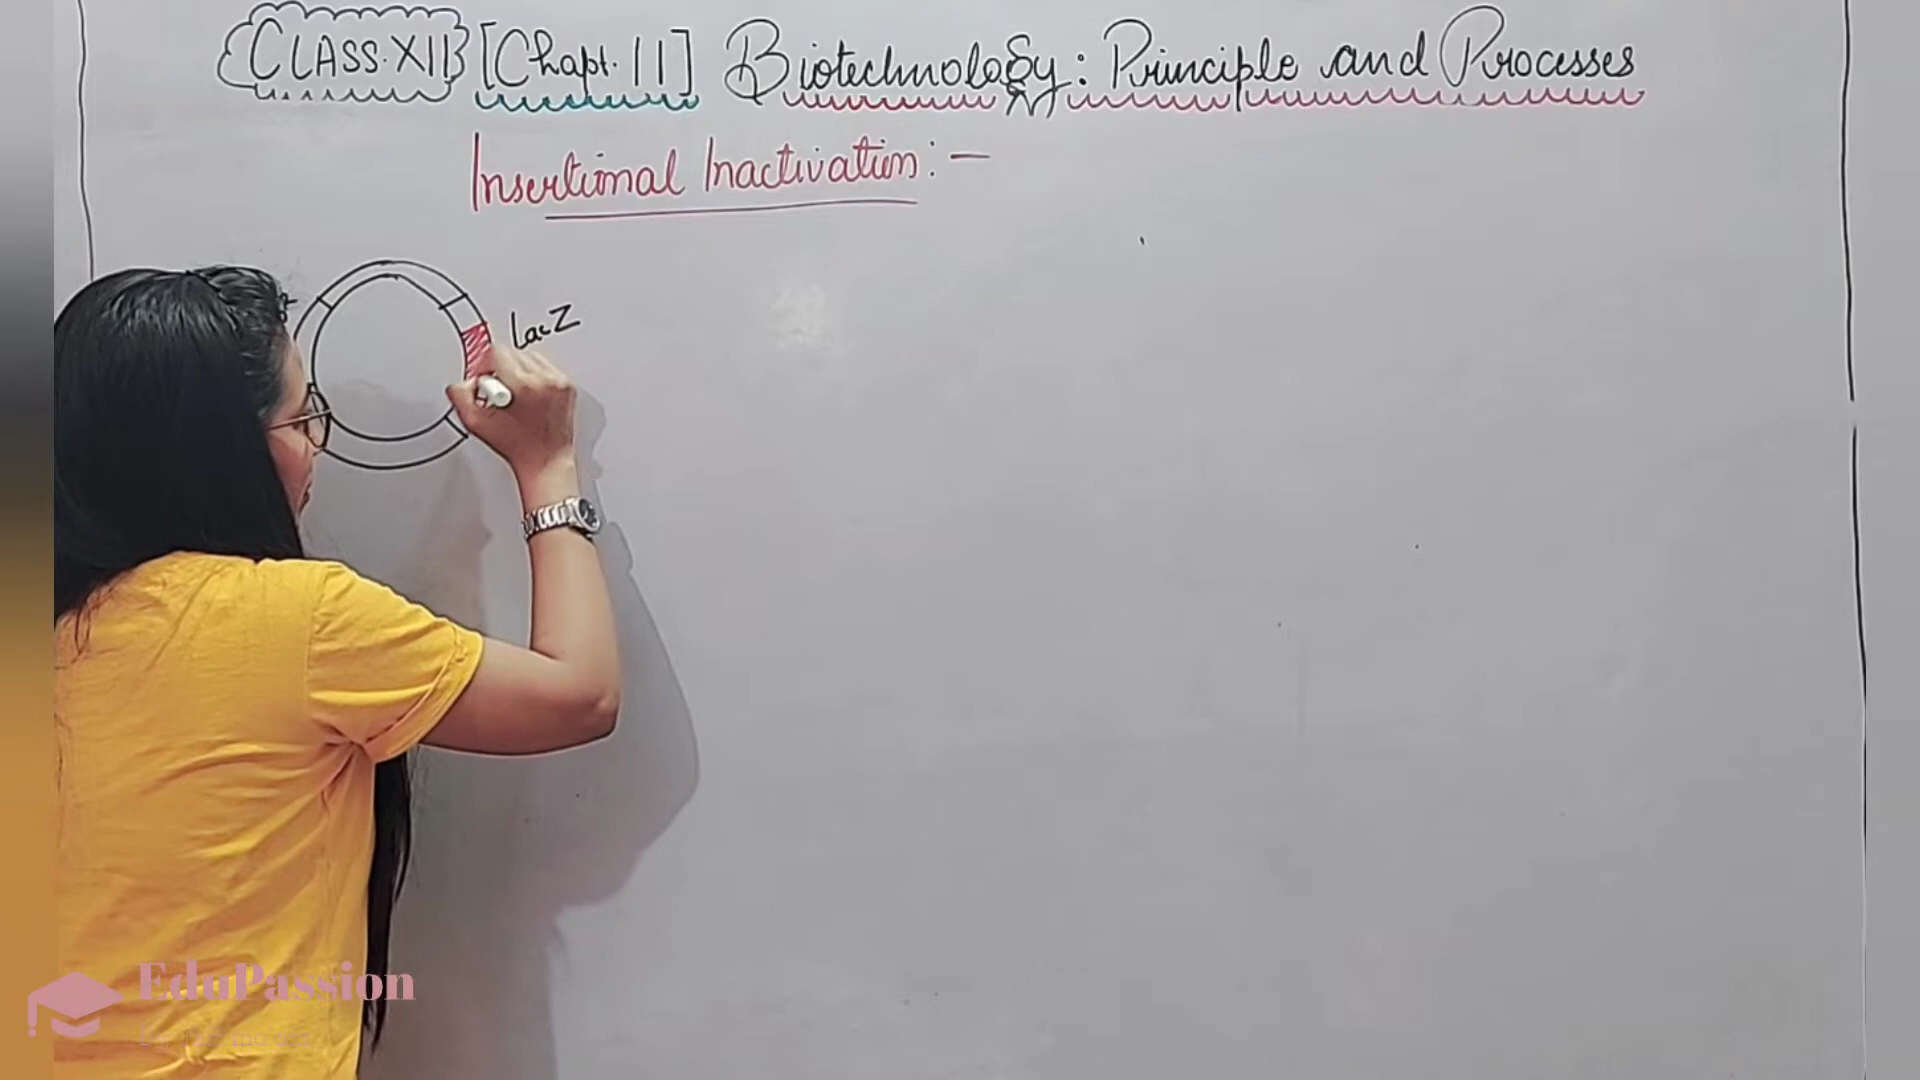 CLASS.XII [Chapt. 11] Biotechnology: Principle and Processes
Insertional Inactivation:-
LacZ
EduPassion